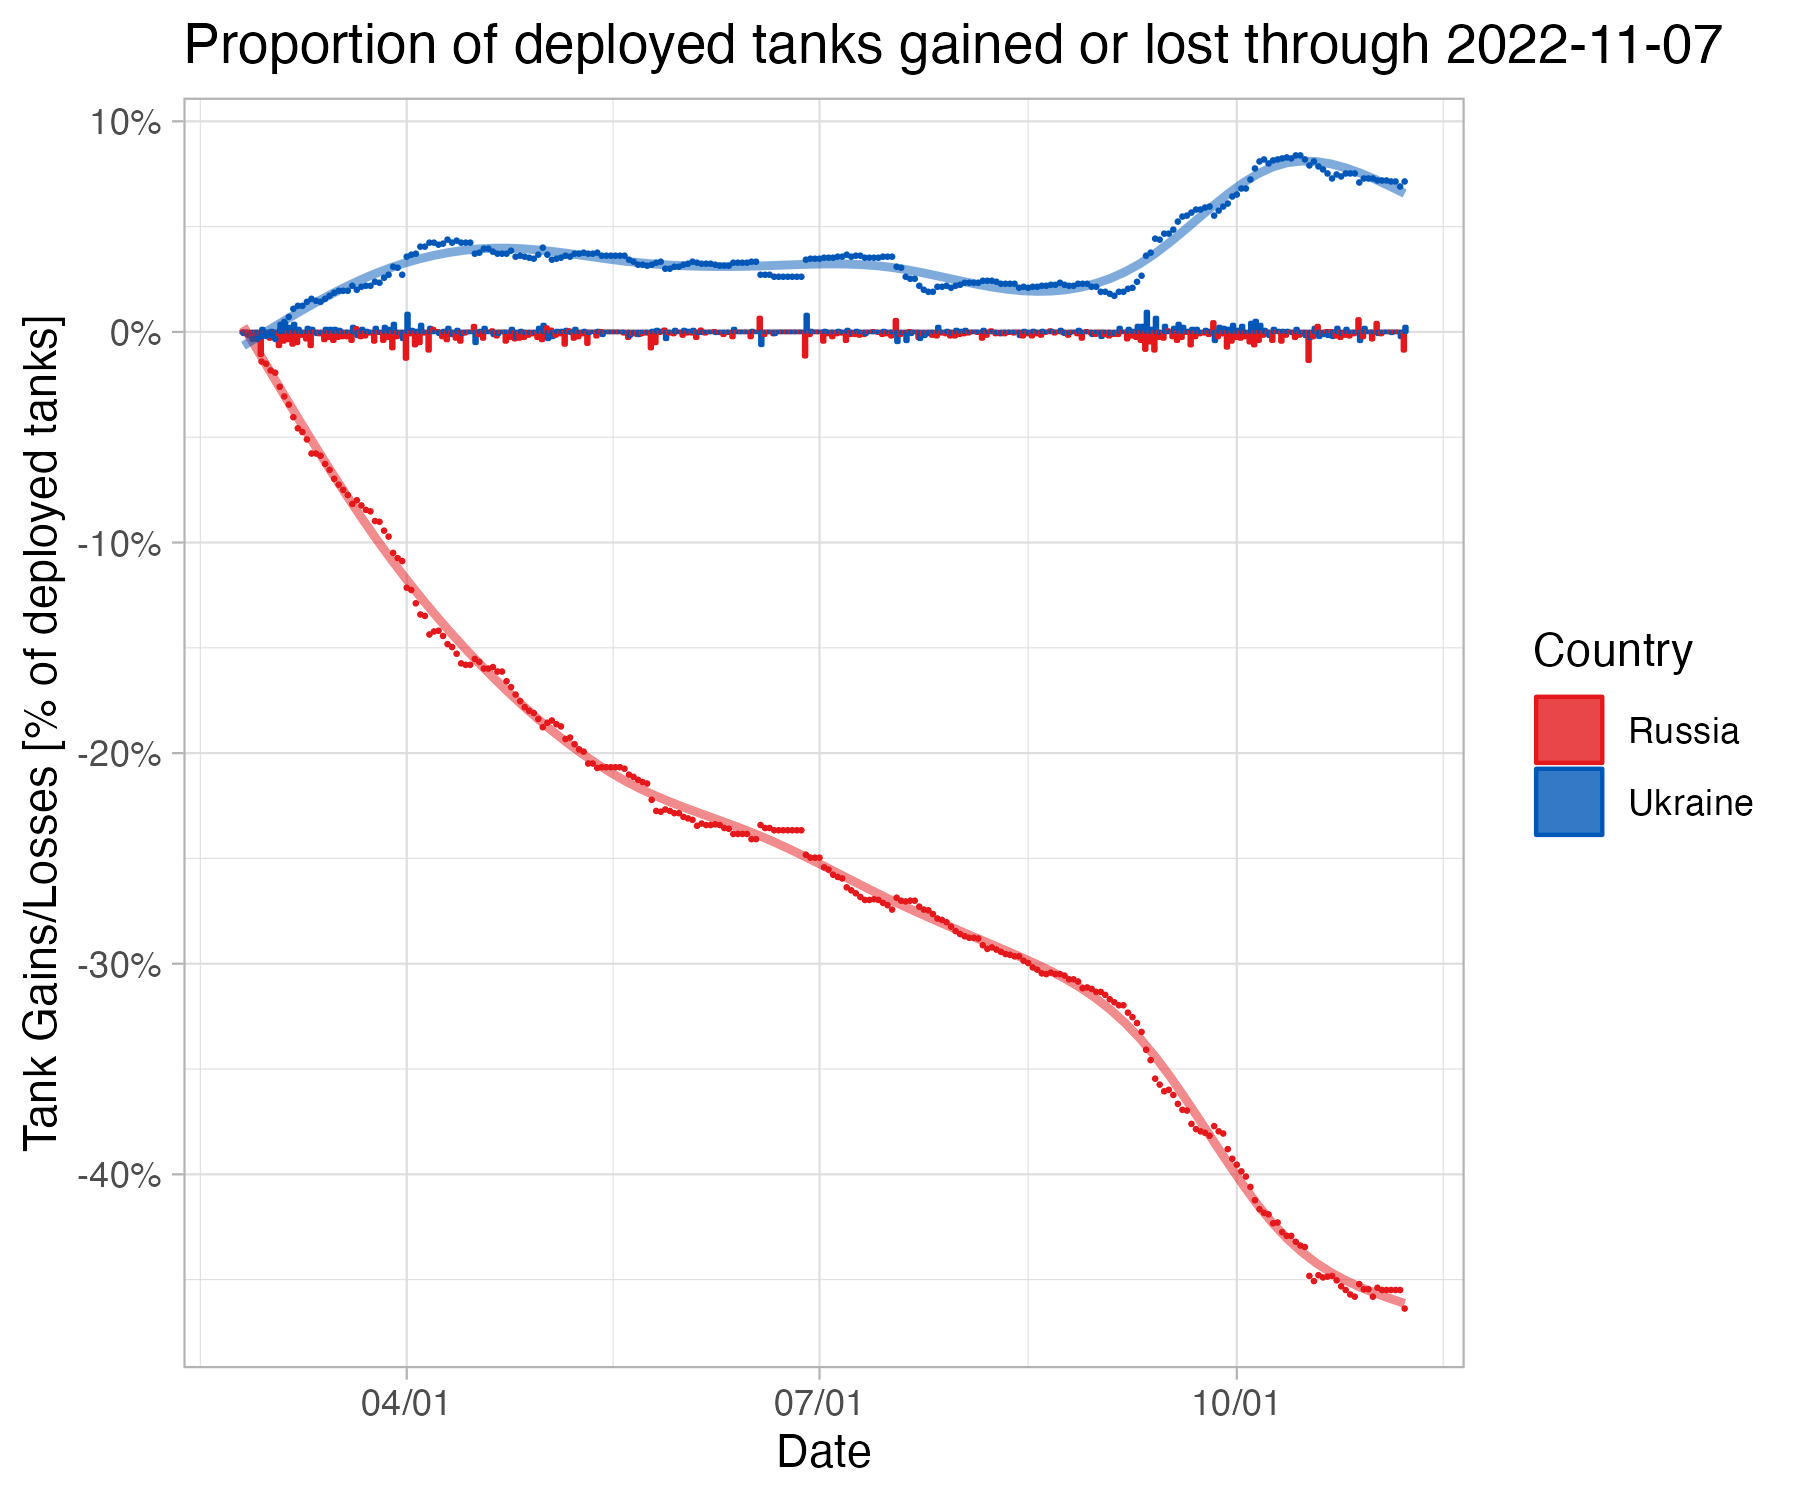 Proportion of deployed tanks gained or lost through 2022-11-07
Tank Gains/Losses [% of deployed tanks]
10%
0%
-10%
-20%
-30%
-40%
04/01
07/01
10/01
Date
Country
Russia
Ukraine